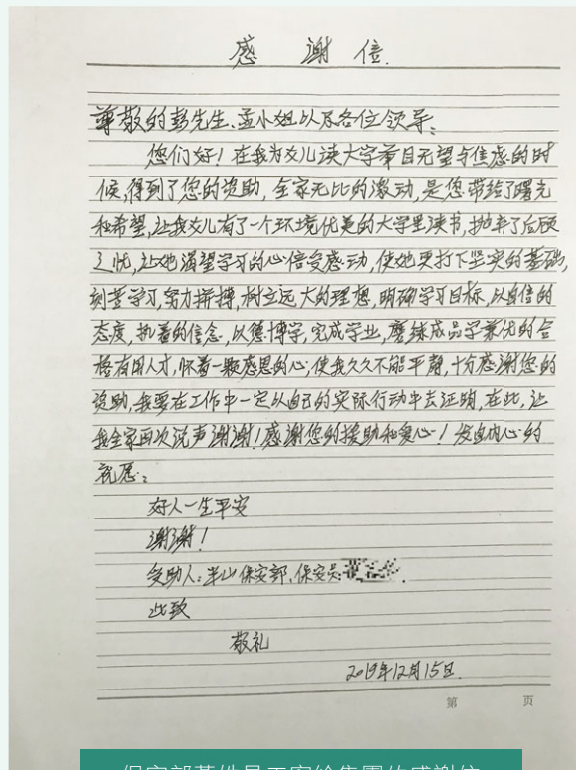 感谢信.
尊敬的彭先生、孟小姐以及各位领导:
您们好!在我为女儿读大学举目无望与焦虑的时
候,得到了您的资助,全家无比的激动,是您带给了曙光
和希望,让我女儿有了一个环境优美的大学里读书,抛弃了后顾
之忧,让她渴望学习的心倍受感动,使她更打下坚实的基础,
刻苦学习,努力拼搏,树立远大的理想,明确学习目标,以自信的
态度,执着的信念,以德博学,完成学业,磨练成品学兼优的合
格有用人才,怀着一颗感恩的心,使我久久不能平静,十分感谢您的
资助,我要在工作中一定以自己的实际行动中去证明,在此,让
我全家再次说声谢谢!感谢您的援助和爱心!发自内心的
祝愿:
好人一生平安
谢谢!
受助人:半山保安部,保安员:
此致
敬礼
2019年12月15日.
第 页